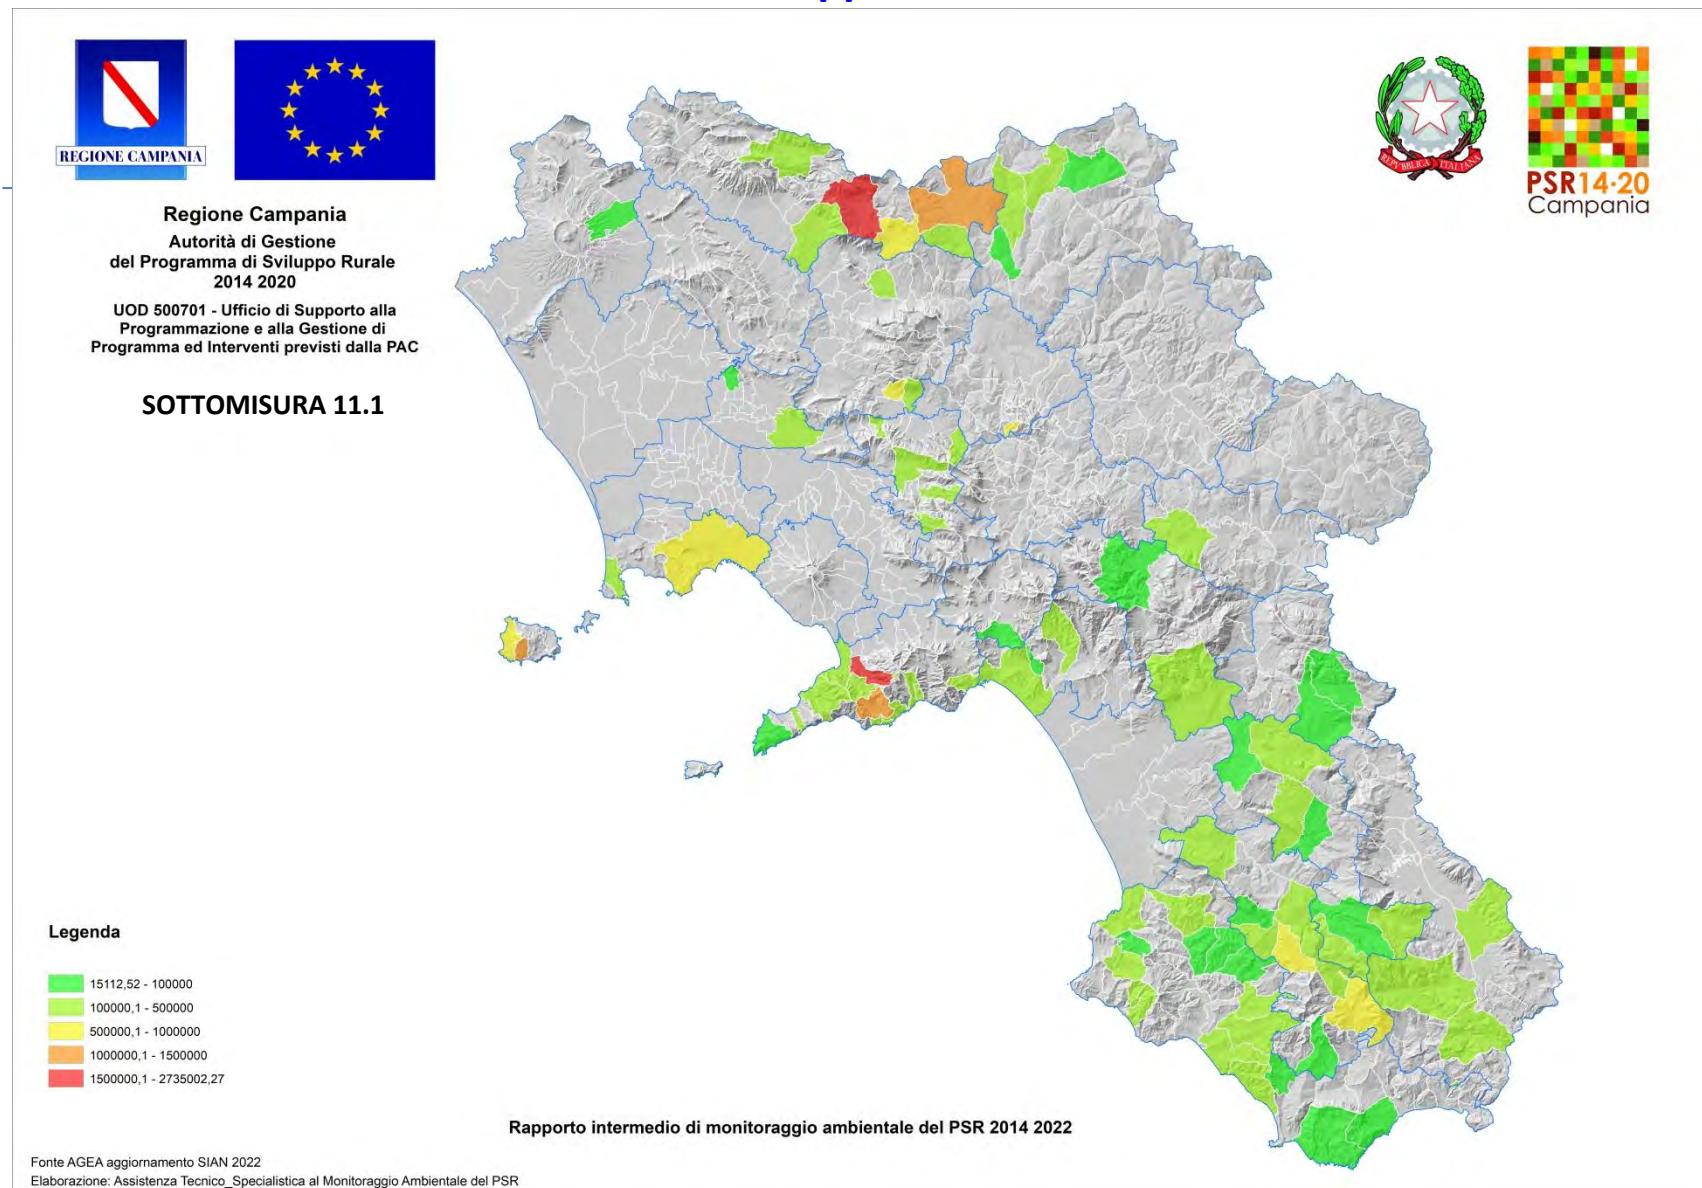 REGIONE CAMPANIA
REPVBBLICA ITALIANA
PSR14·20
Campania
Regione Campania
Autorità di Gestione
del Programma di Sviluppo Rurale
2014 2020
UOD 500701 - Ufficio di Supporto alla
Programmazione e alla Gestione di
Programma ed Interventi previsti dalla PAC
SOTTOMISURA 11.1
Legenda
15112,52 - 100000
100000,1 - 500000
500000,1 - 1000000
1000000,1 - 1500000
1500000,1 - 2735002,27
Rapporto intermedio di monitoraggio ambientale del PSR 2014 2022
Fonte AGEA aggiornamento SIAN 2022
Elaborazione: Assistenza Tecnico_Specialistica al Monitoraggio Ambientale del PSR